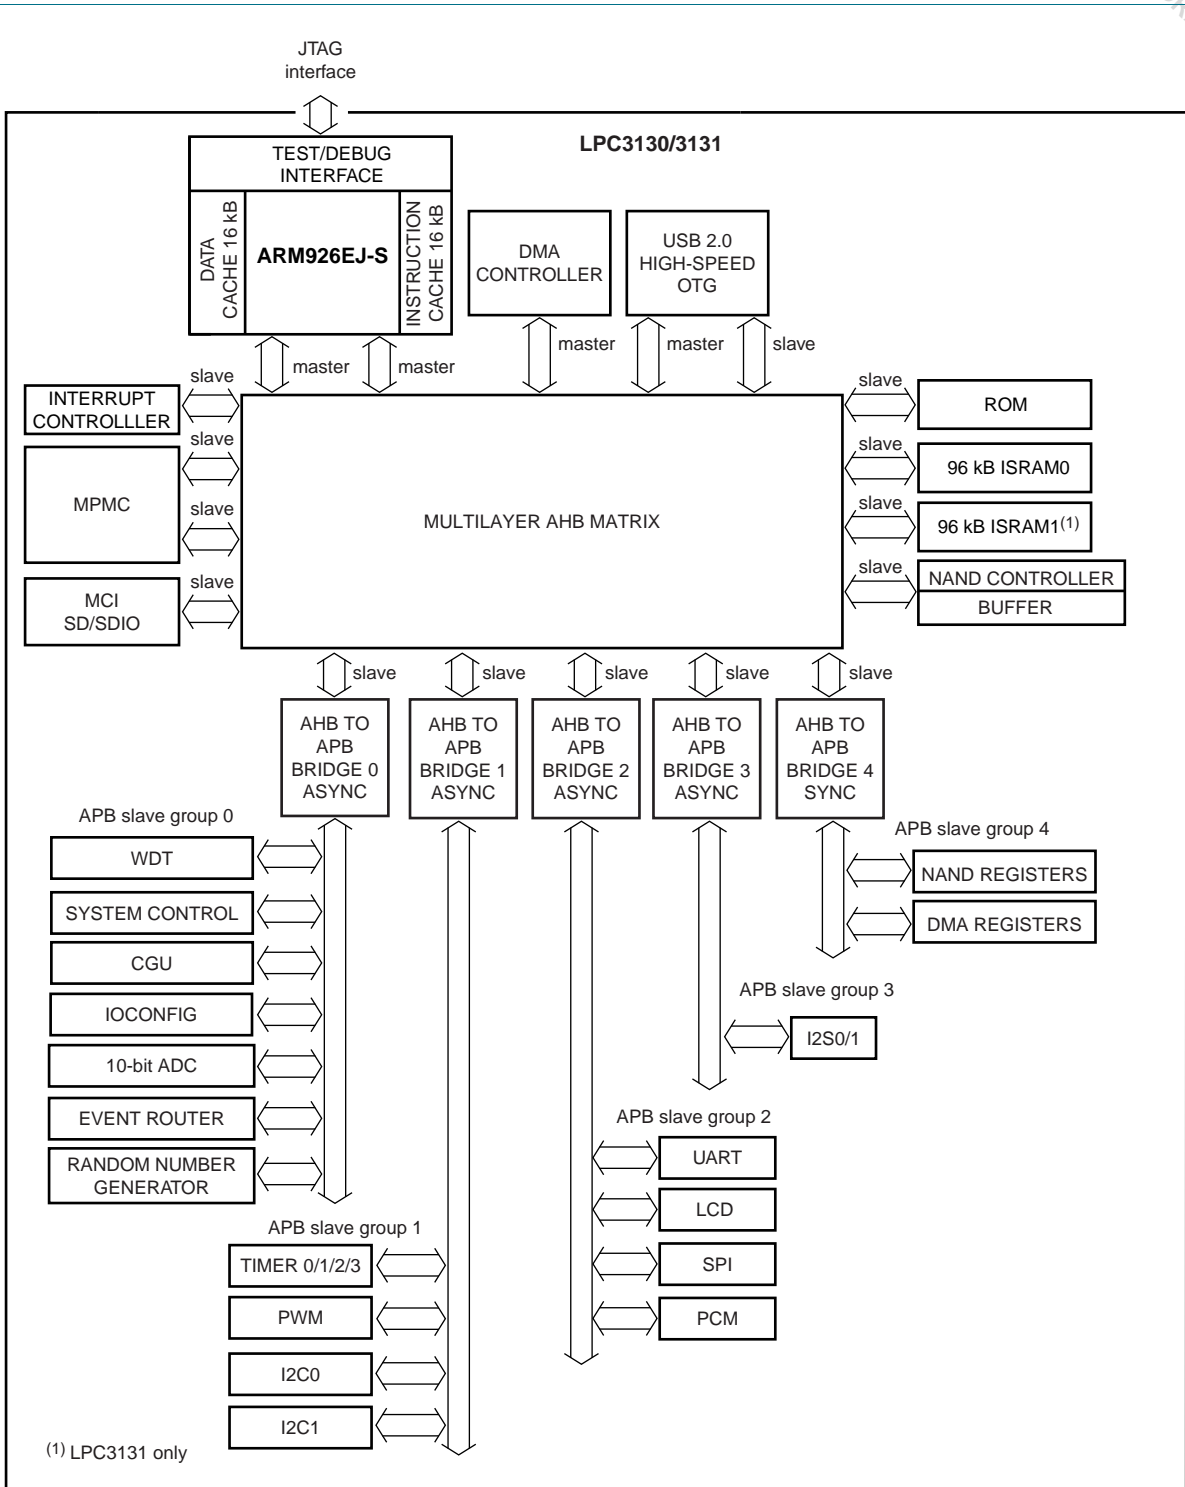 JTAG
interface
LPC3130/3131
TEST/DEBUG
INTERFACE
DATA
CACHE 16 kB
ARM926EJ-S
INSTRUCTION
CACHE 16 kB
DMA
CONTROLLER
USB 2.0
HIGH-SPEED
OTG
master
master
master
master
slave
slave
INTERRUPT
CONTROLLLER
slave
MPMC
slave
slave
MCI
SD/SDIO
MULTILAYER AHB MATRIX
slave
ROM
slave
96 kB ISRAM0
slave
96 kB ISRAM1(1)
slave
NAND CONTROLLER
BUFFER
slave
slave
slave
slave
slave
AHB TO
APB
BRIDGE 0
ASYNC
AHB TO
APB
BRIDGE 1
ASYNC
AHB TO
APB
BRIDGE 2
ASYNC
AHB TO
APB
BRIDGE 3
ASYNC
AHB TO
APB
BRIDGE 4
SYNC
APB slave group 0
WDT
SYSTEM CONTROL
CGU
IOCONFIG
10-bit ADC
EVENT ROUTER
RANDOM NUMBER
GENERATOR
APB slave group 4
NAND REGISTERS
DMA REGISTERS
APB slave group 3
I2S0/1
APB slave group 2
UART
LCD
SPI
PCM
APB slave group 1
TIMER 0/1/2/3
PWM
I2C0
I2C1
(1) LPC3131 only